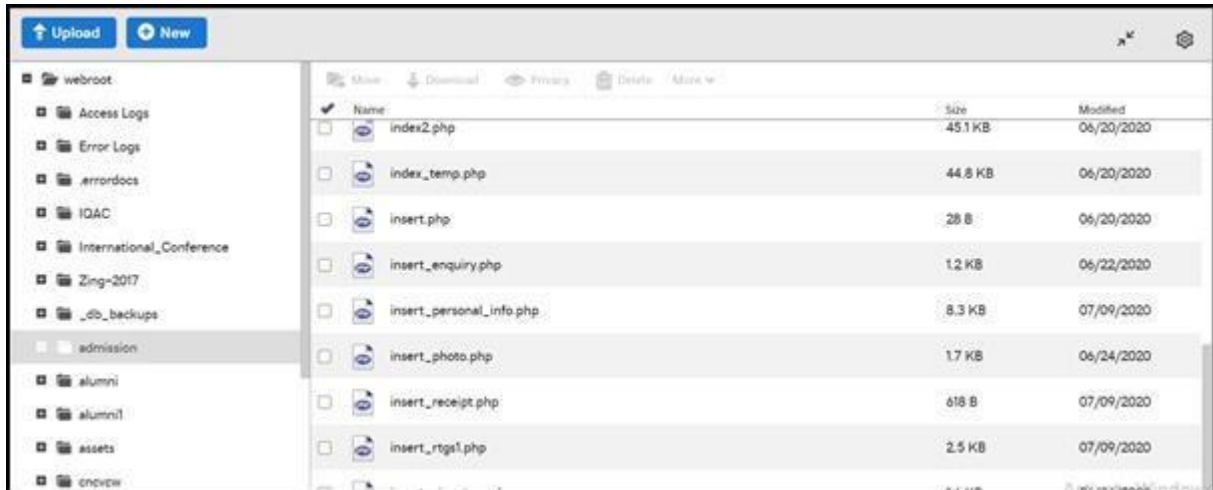 Upload New
webroot
Access Logs
Error Logs
.errordocs
IQAC
International_Conference
Zing-2017
_db_backups
admission
alumni
alumni1
assets
Move Download Privacy Delete More
Name Size Modified
index2.php 45.1 KB 06/20/2020
index_temp.php 44.8 KB 06/20/2020
insert.php 28 B 06/20/2020
insert_enquiry.php 1.2 KB 06/22/2020
insert_personal_info.php 8.3 KB 07/09/2020
insert_photo.php 1.7 KB 06/24/2020
insert_receipt.php 618 B 07/09/2020
insert_rtgs1.php 2.5 KB 07/09/2020